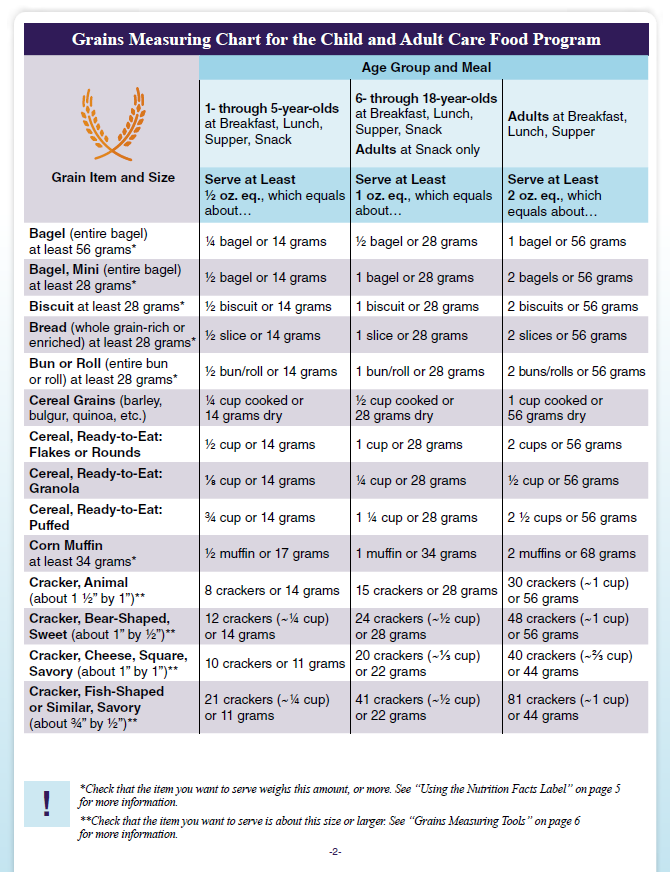 Grains Measuring Chart for the Child and Adult Care Food Program
Grain Item and Size
Age Group and Meal
1- through 5-year-olds
at Breakfast, Lunch,
Supper, Snack
6- through 18-year-olds
at Breakfast, Lunch,
Supper, Snack
Adults at Snack only
Adults at Breakfast,
Lunch, Supper
Serve at Least
½ oz. eq., which equals
about…
Serve at Least
1 oz. eq., which equals
about…
Serve at Least
2 oz. eq., which
equals about…
Bagel (entire bagel)
at least 56 grams*
¼ bagel or 14 grams
½ bagel or 28 grams
1 bagel or 56 grams
Bagel, Mini (entire bagel)
at least 28 grams*
½ bagel or 14 grams
1 bagel or 28 grams
2 bagels or 56 grams
Biscuit at least 28 grams*
½ biscuit or 14 grams
1 biscuit or 28 grams
2 biscuits or 56 grams
Bread (whole grain-rich or
enriched) at least 28 grams*
½ slice or 14 grams
1 slice or 28 grams
2 slices or 56 grams
Bun or Roll (entire bun
or roll) at least 28 grams*
½ bun/roll or 14 grams
1 bun/roll or 28 grams
2 buns/rolls or 56 grams
Cereal Grains (barley,
bulgur, quinoa, etc.)
¼ cup cooked or
14 grams dry
½ cup cooked or
28 grams dry
1 cup cooked or
56 grams dry
Cereal, Ready-to-Eat:
Flakes or Rounds
½ cup or 14 grams
1 cup or 28 grams
2 cups or 56 grams
Cereal, Ready-to-Eat:
Granola
⅛ cup or 14 grams
¼ cup or 28 grams
½ cup or 56 grams
Cereal, Ready-to-Eat:
Puffed
¾ cup or 14 grams
1 ¼ cup or 28 grams
2 ½ cups or 56 grams
Corn Muffin
at least 34 grams*
½ muffin or 17 grams
1 muffin or 34 grams
2 muffins or 68 grams
Cracker, Animal
(about 1 ½” by 1”)**
8 crackers or 14 grams
15 crackers or 28 grams
30 crackers (~1 cup)
or 56 grams
Cracker, Bear-Shaped,
Sweet (about 1” by ½”)**
12 crackers (~¼ cup)
or 14 grams
24 crackers (~½ cup)
or 28 grams
48 crackers (~1 cup)
or 56 grams
Cracker, Cheese, Square,
Savory (about 1” by 1”)**
10 crackers or 11 grams
20 crackers (~⅓ cup)
or 22 grams
40 crackers (~⅔ cup)
or 44 grams
Cracker, Fish-Shaped
or Similar, Savory
(about ¾” by ½”)**
21 crackers (~¼ cup)
or 11 grams
41 crackers (~½ cup)
or 22 grams
81 crackers (~1 cup)
or 44 grams
!
*Check that the item you want to serve weighs this amount, or more. See “Using the Nutrition Facts Label” on page 5
for more information.
**Check that the item you want to serve is about this size or larger. See “Grains Measuring Tools” on page 6
for more information.
-2-